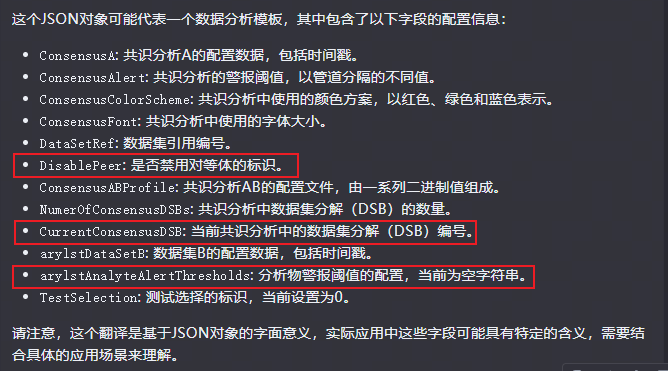 这个JSON对象可能代表一个数据分析模板，其中包含了以下字段的配置信息：
• ConsensusA: 共识分析A的配置数据，包括时间戳。
• ConsensusAlert: 共识分析的警报阈值，以管道分隔的不同值。
• ConsensusColorScheme: 共识分析中使用的颜色方案，以红色、绿色和蓝色表示。
• ConsensusFont: 共识分析中使用的字体大小。
• DataSetRef: 数据集引用编号。
• DisablePeer: 是否禁用对等体的标识。
• ConsensusABProfile: 共识分析AB的配置文件，由一系列二进制值组成。
• NumerOfConsensusDSBs: 共识分析中数据集分解（DSB）的数量。
• CurrentConsensusDSB: 当前共识分析中的数据集分解（DSB）编号。
• arylstDataSetB: 数据集B的配置数据，包括时间戳。
• arylstAnalyteAlertThresholds: 分析物警报阈值的配置，当前为空字符串。
• TestSelection: 测试选择的标识，当前设置为0。
请注意，这个翻译是基于JSON对象的字面意义，实际应用中这些字段可能具有特定的含义，需要结
合具体的应用场景来理解。